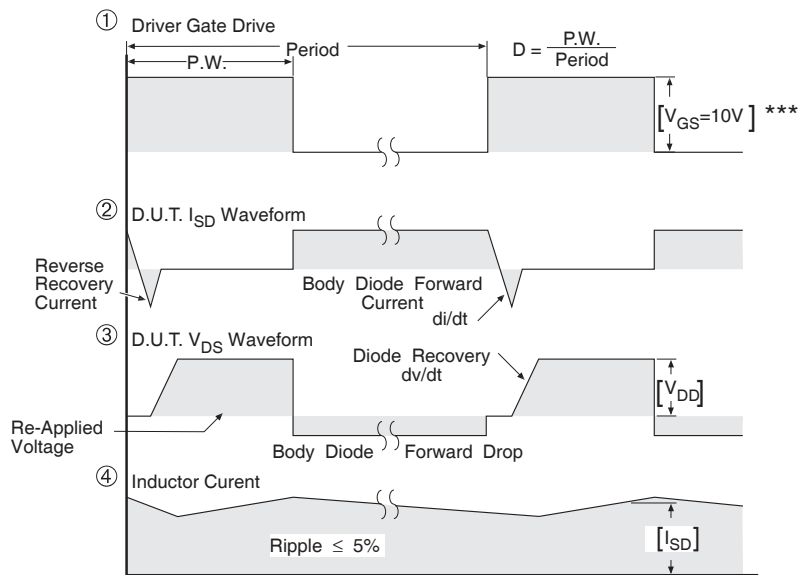 ① Driver Gate Drive
Period
P.W.
D = P.W. / Period
[VGS=10V] ***
② D.U.T. ISD Waveform
Reverse
Recovery
Current
Body Diode Forward
Current
di/dt
③ D.U.T. VDS Waveform
Diode Recovery
dv/dt
[VDD]
Re-Applied
Voltage
Body Diode Forward Drop
④ Inductor Curent
Ripple ≤ 5%
[ISD]